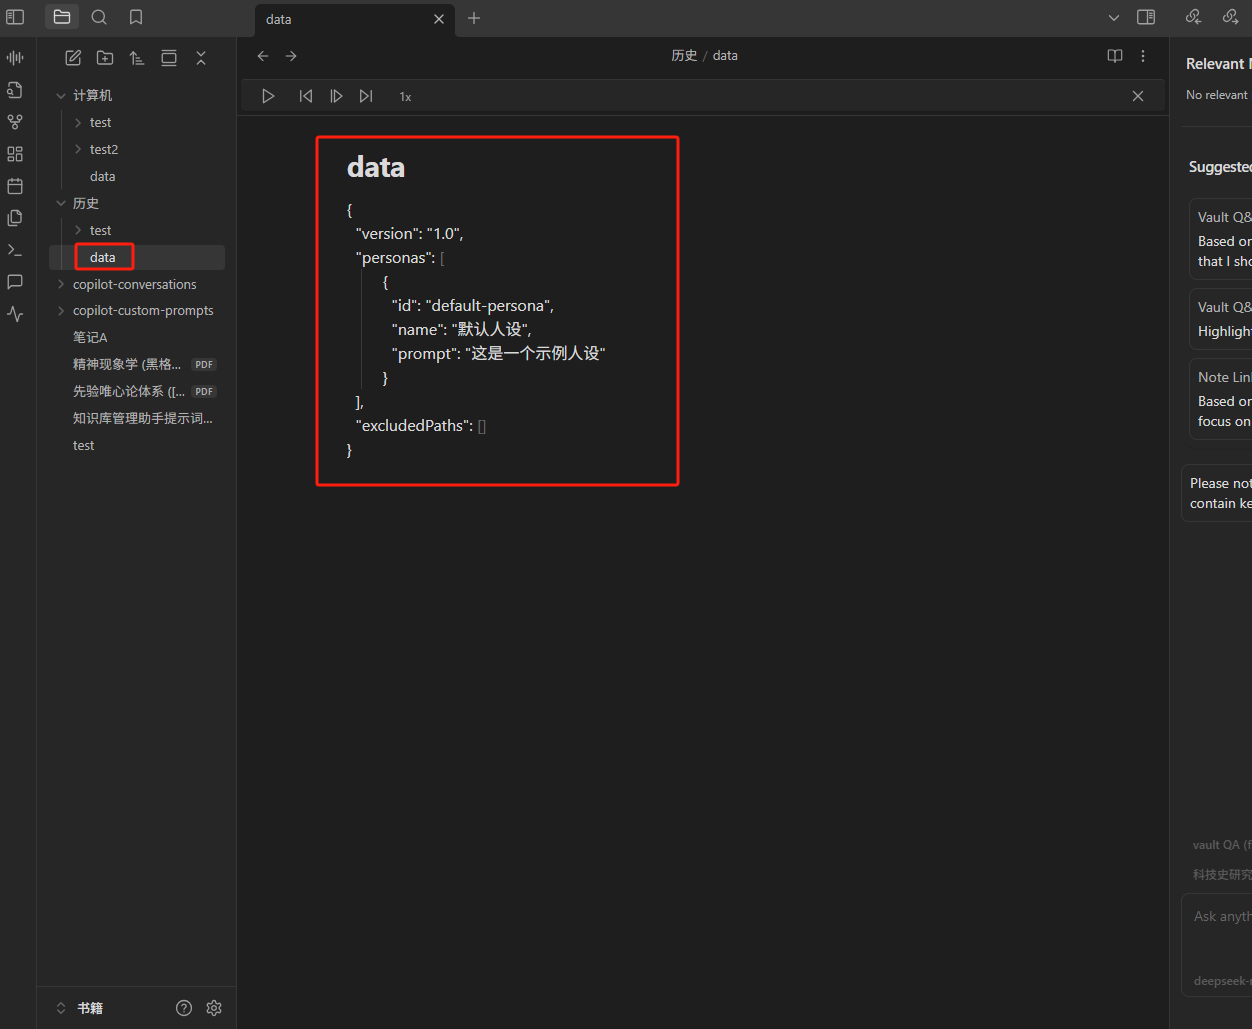 data
历史 / data
1x
计算机
test
test2
data
历史
test
data
copilot-conversations
copilot-custom-prompts
笔记A
精神现象学 (黑格... PDF
先验唯心论体系 ([... PDF
知识库管理助手提示词...
test
书籍
data
{
"version": "1.0",
"personas": [
{
"id": "default-persona",
"name": "默认人设",
"prompt": "这是一个示例人设"
}
],
"excludedPaths": []
}
Relevant
No relevant
Suggested
Vault Q&
Based on
that I sho
Vault Q&
Highlight
Note Lin
Based on
focus on
Please not
contain ke
vault QA (f
科技史研究
Ask anyth
deepseek-r